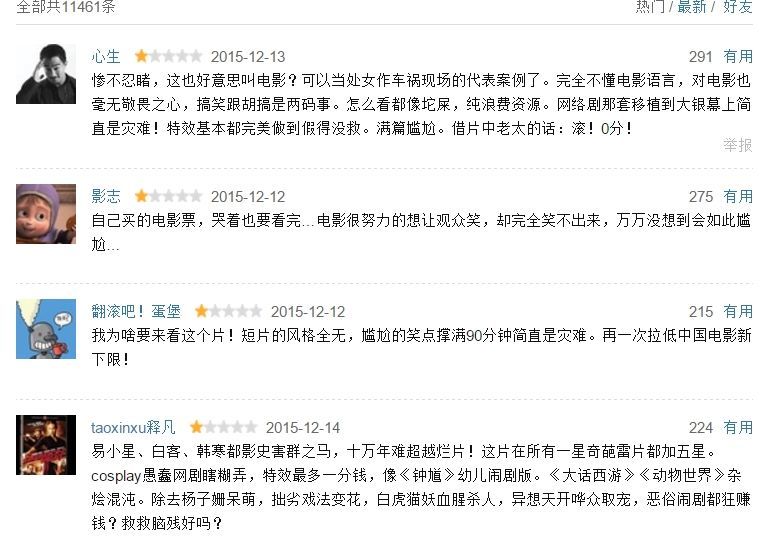 全部共11461条 热门 / 最新 / 好友
心生 2015-12-13 291 有用
惨不忍睹，这也好意思叫电影？可以当处女作车祸现场的代表案例了。完全不懂电影语言，对电影也
毫无敬畏之心，搞笑跟胡搞是两码事。怎么看都像坨屎，纯浪费资源。网络剧那套移植到大银幕上简
直是灾难！特效基本都完美做到假得没救。满篇尴尬。借片中老太的话：滚！0分！
举报
影志 2015-12-12 275 有用
自己买的电影票，哭着也要看完...电影很努力的想让观众笑，却完全笑不出来，万万没想到会如此尴
尬...
翻滚吧！蛋堡 2015-12-12 215 有用
我为啥要来看这个片！短片的风格全无，尴尬的笑点撑满90分钟简直是灾难。再一次拉低中国电影新
下限！
taoxinxu释凡 2015-12-14 224 有用
易小星、白客、韩寒都影史害群之马，十万年难超越烂片！这片在所有一星奇葩雷片都加五星。
cosplay愚蠢网剧瞎糊弄，特效最多一分钱，像《钟馗》幼儿闹剧版。《大话西游》《动物世界》杂
烩混沌。除去杨子姗呆萌，拙劣戏法变花，白虎猫妖血腥杀人，异想天开哗众取宠，恶俗闹剧都狂赚
钱？救救脑残好吗？